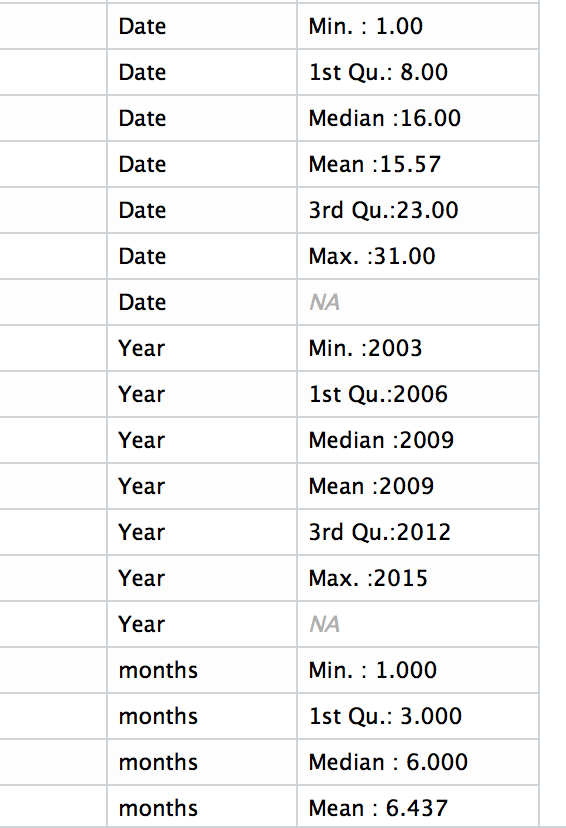 Date Min. : 1.00
Date 1st Qu.: 8.00
Date Median :16.00
Date Mean :15.57
Date 3rd Qu.:23.00
Date Max. :31.00
Date NA
Year Min. :2003
Year 1st Qu.:2006
Year Median :2009
Year Mean :2009
Year 3rd Qu.:2012
Year Max. :2015
Year NA
months Min. : 1.000
months 1st Qu.: 3.000
months Median : 6.000
months Mean : 6.437